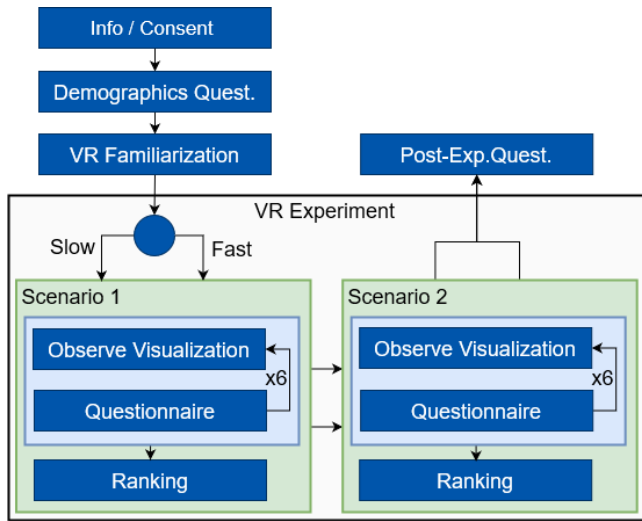 Info / Consent
Demographics Quest.
VR Familiarization
Post-Exp.Quest.
VR Experiment
Slow
Fast
Scenario 1
Observe Visualization
x6
Questionnaire
Ranking
Scenario 2
Observe Visualization
x6
Questionnaire
Ranking